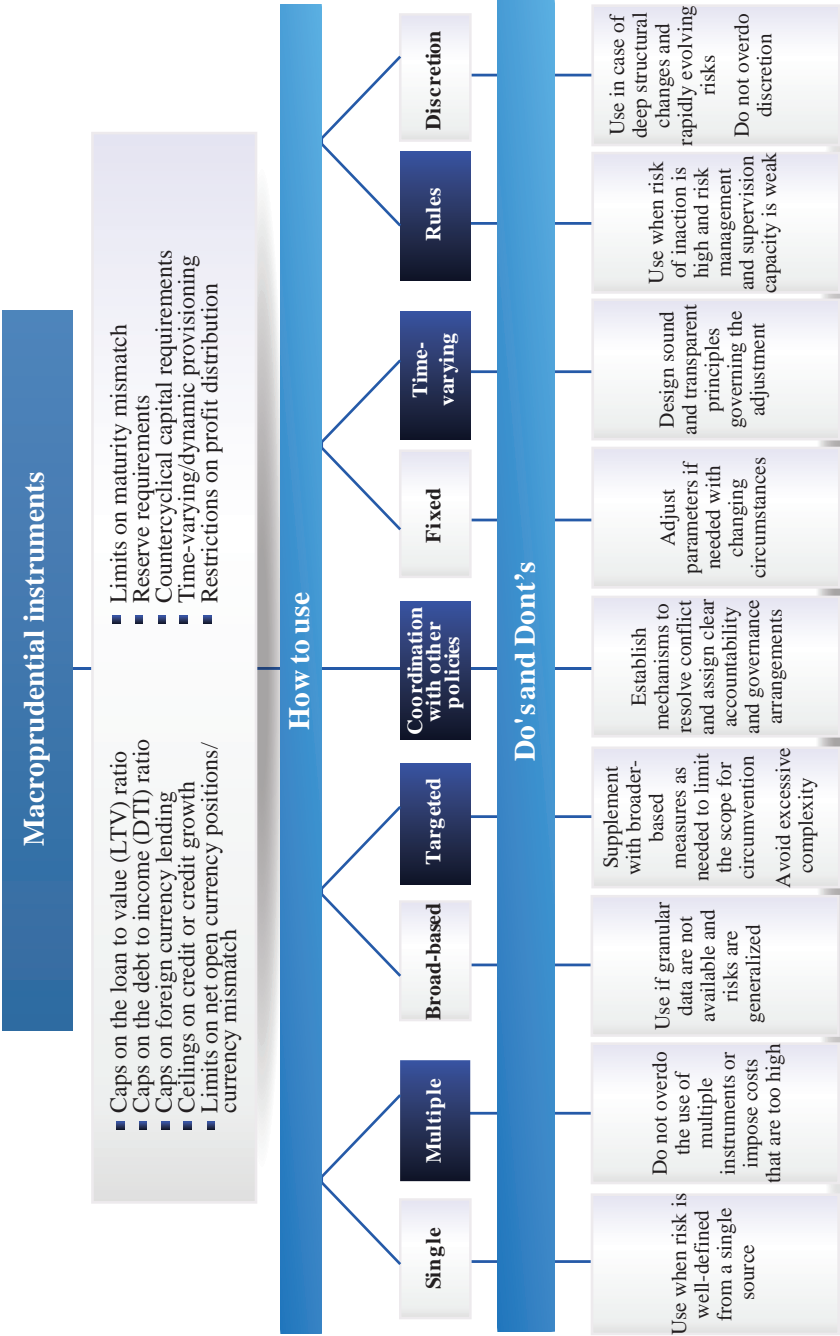 Macroprudential instruments
Caps on the loan to value (LTV) ratio
Caps on the debt to income (DTI) ratio
Caps on foreign currency lending
Ceilings on credit or credit growth
Limits on net open currency positions/
currency mismatch
Limits on maturity mismatch
Reserve requirements
Countercyclical capital requirements
Time-varying/dynamic provisioning
Restrictions on profit distribution
How to use
Single
Multiple
Broad-based
Targeted
Coordination
with other
policies
Fixed
Time-
varying
Rules
Discretion
Do's and Dont's
Use when risk is
well-defined
from a single
source
Do not overdo
the use of
multiple
instruments or
impose costs
that are too high
Use if granular
data are not
available and
risks are
generalized
Supplement
with broader-
based
measures as
needed to limit
the scope for
circumvention
Avoid excessive
complexity
Establish
mechanisms to
resolve conflict
and assign clear
accountability
and governance
arrangements
Adjust
parameters if
needed with
changing
circumstances
Design sound
and transparent
principles
governing the
adjustment
Use when risk
of inaction is
high and risk
management
and supervision
capacity is weak
Use in case of
deep structural
changes and
rapidly evolving
risks
Do not overdo
discretion